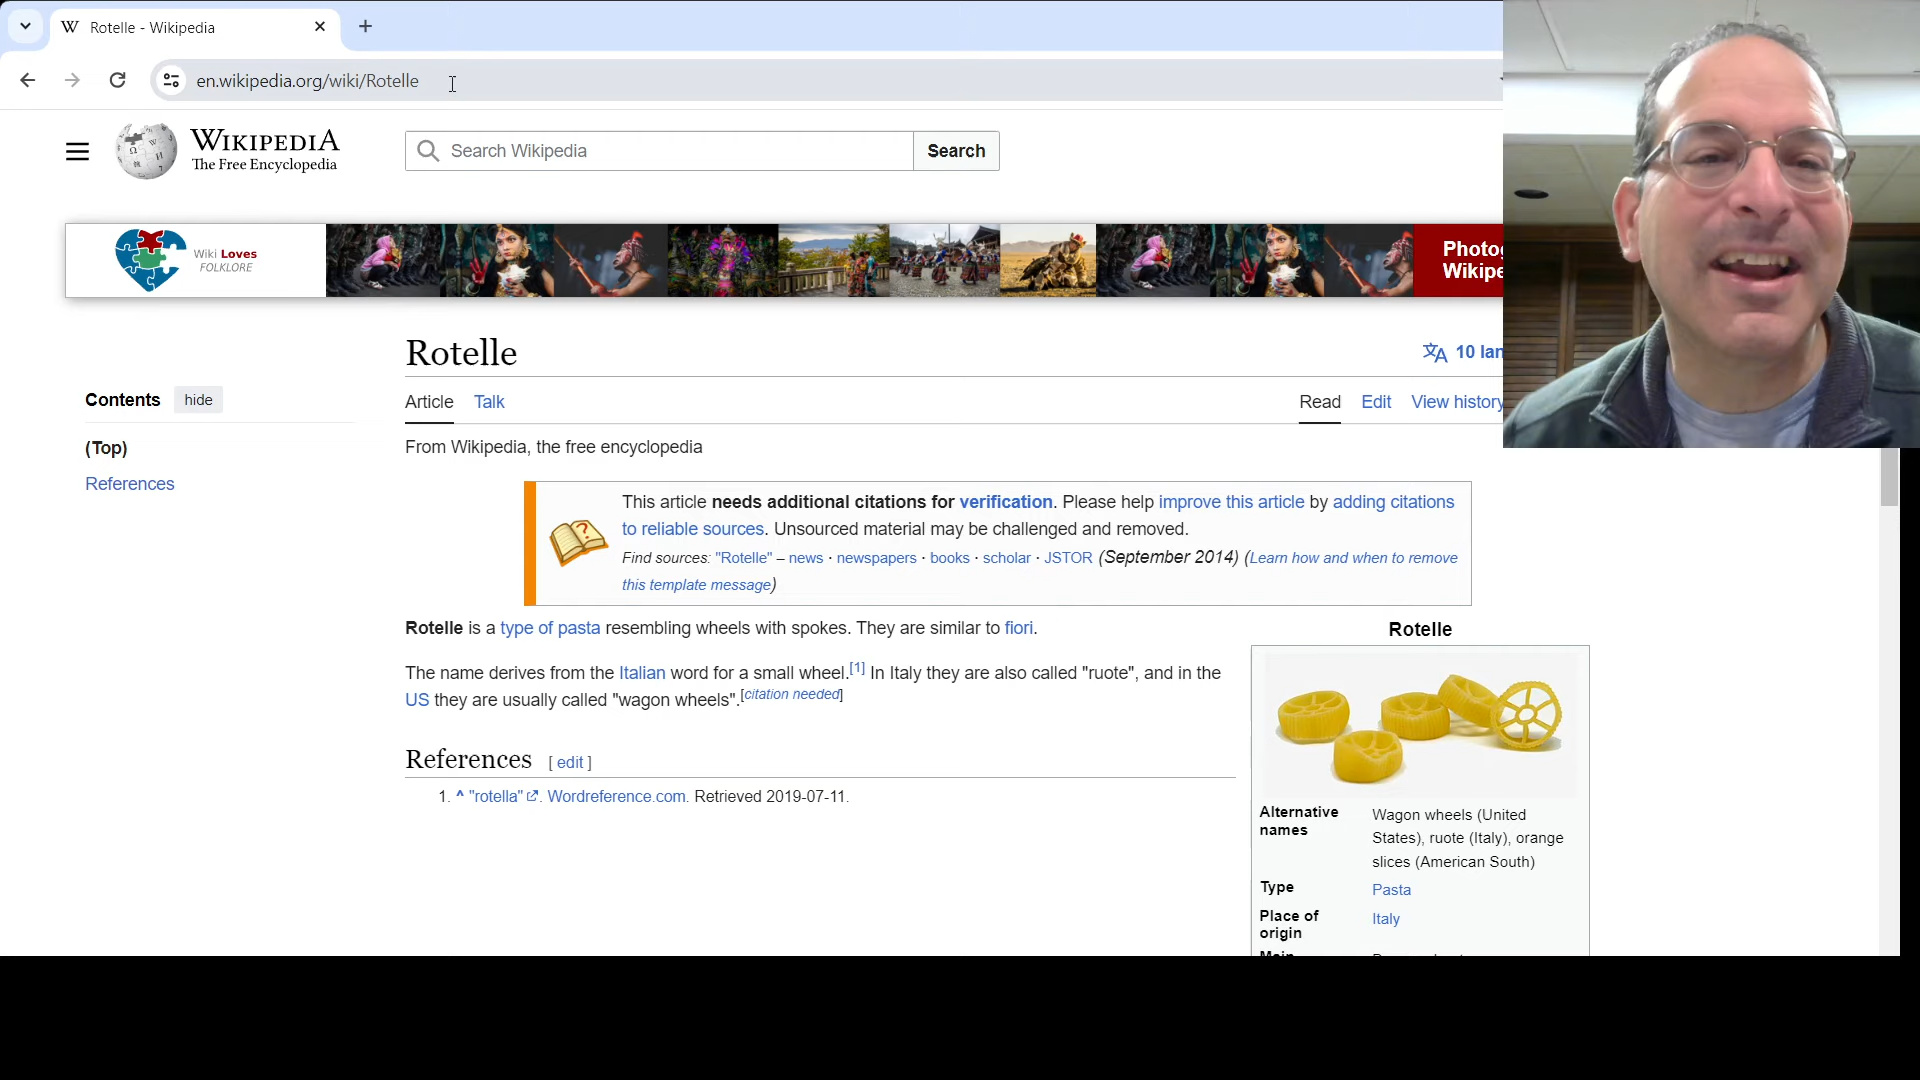 Rotelle - Wikipedia
en.wikipedia.org/wiki/Rotelle
WIKIPEDIA
The Free Encyclopedia
Search Wikipedia
Search
Wiki Loves
FOLKLORE
Rotelle
Contents hide
(Top)
References
Article Talk
Read Edit View history
From Wikipedia, the free encyclopedia
This article needs additional citations for verification. Please help improve this article by adding citations
to reliable sources. Unsourced material may be challenged and removed.
Find sources: "Rotelle" – news · newspapers · books · scholar · JSTOR (September 2014) (Learn how and when to remove
this template message)
Rotelle is a type of pasta resembling wheels with spokes. They are similar to fiori.
The name derives from the Italian word for a small wheel.[1] In Italy they are also called "ruote", and in the
US they are usually called "wagon wheels".[citation needed]
References [ edit ]
1. ^ "rotella". Wordreference.com. Retrieved 2019-07-11.
Rotelle
Alternative
names
Wagon wheels (United
States), ruote (Italy), orange
slices (American South)
Type Pasta
Place of
origin
Italy